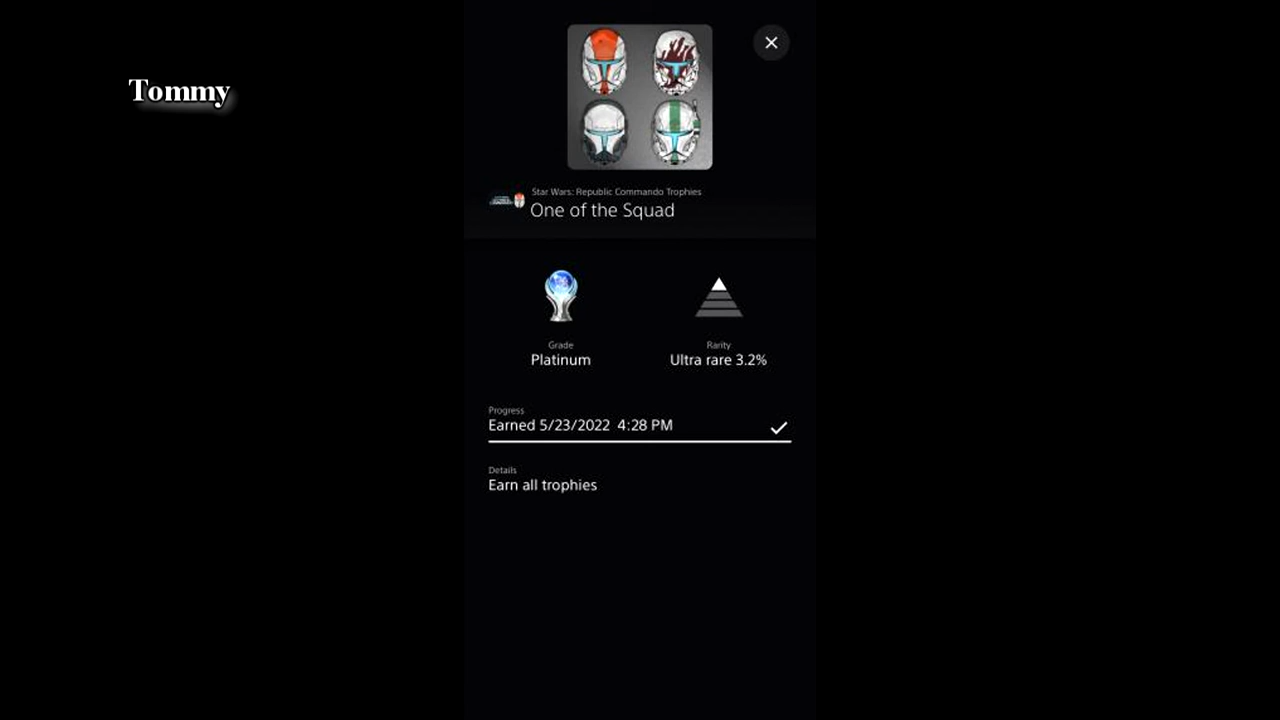 Tommy
Star Wars: Republic Commando Trophies
One of the Squad
Grade
Platinum
Rarity
Ultra rare 3.2%
Progress
Earned 5/23/2022 4:28 PM
Details
Earn all trophies